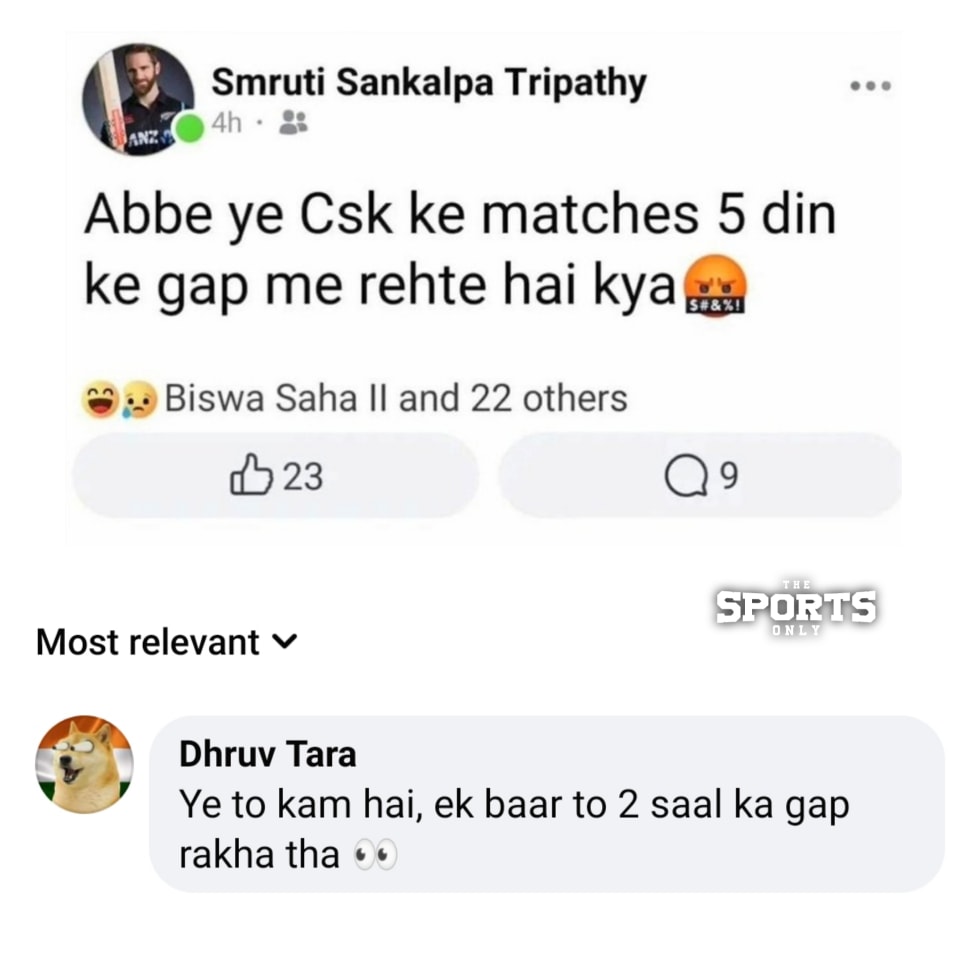 Smruti Sankalpa Tripathy
4h ·
Abbe ye Csk ke matches 5 din
ke gap me rehte hai kya🤬
$#&%!
ANZ
Biswa Saha II and 22 others
23
9
THE
SPORTS
ONLY
Most relevant
Dhruv Tara
Ye to kam hai, ek baar to 2 saal ka gap
rakha tha 👀